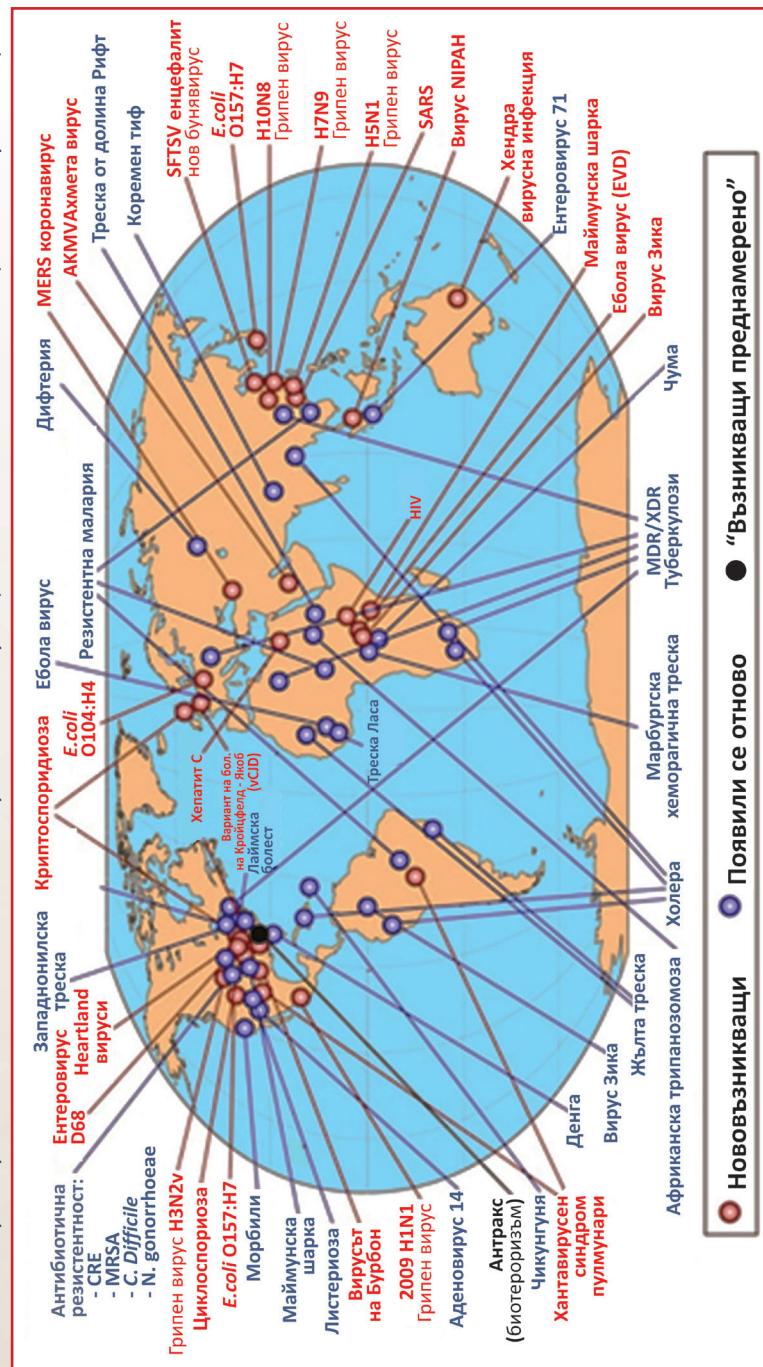 Антибиотична
резистентност:
- CRE
- MRSA
- C. Difficile
- N. gonorrhoeae
Ентеровирус
D68
Heartland
вируси
Западнонилска
треска
Криптоспоридиоза
E.coli
O104:H4
Ебола вирус
Резистентна малария
Дифтерия
MERS коронавирус
AKMVАхмета вирус
Треска от долина Рифт
Коремен тиф
SFTSV енцефалит
нов бунявирус
E.coli
O157:H7
H10N8
Грипен вирус
H7N9
Грипен вирус
H5N1
Грипен вирус
SARS
Вирус NIPAH
Ентеровирус 71
Хендра
вирусна инфекция
Маймунска шарка
Ебола вирус (EVD)
Вирус Зика
Чума
HIV
MDR/XDR
Туберкулози
Марбургска
хеморагична треска
Холера
Африканска трипанозомоза
Жълта треска
Вирус Зика
Денга
Хепатит С
Вариант на бол.
на Кройцфелд - Якоб
(vCJD)
Лаймска
болест
Треска Ласа
Грипен вирус H3N2v
Циклоспориоза
E.coli O157:H7
Морбили
Маймунска
шарка
Листериоза
Вирусът
на Бурбон
2009 H1N1
Грипен вирус
Аденовирус 14
Антракс
(биотероризъм)
Чикунгуня
Хантавирусен
синдром
пулмунари
Нововъзникващи
Появили се отново
“Възникващи преднамерено”